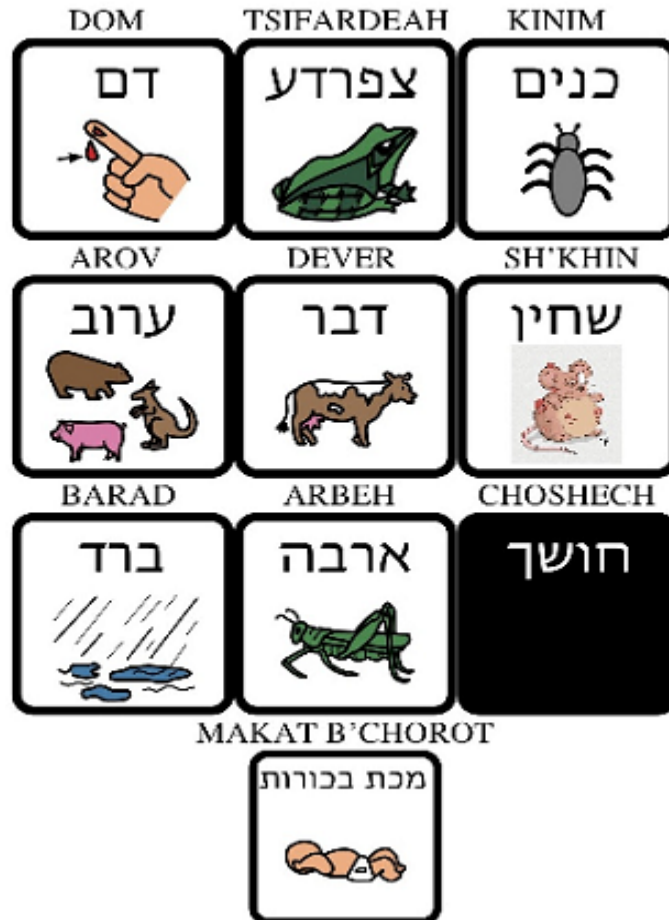 DOM TSIFARDEAH KINIM
דם צפרדע כנים
AROV DEVER SH'KHIN
ערוב דבר שחין
BARAD ARBEH CHOSHECH
ברד ארבה חושך
MAKAT B'CHOROT
מכת בכורות